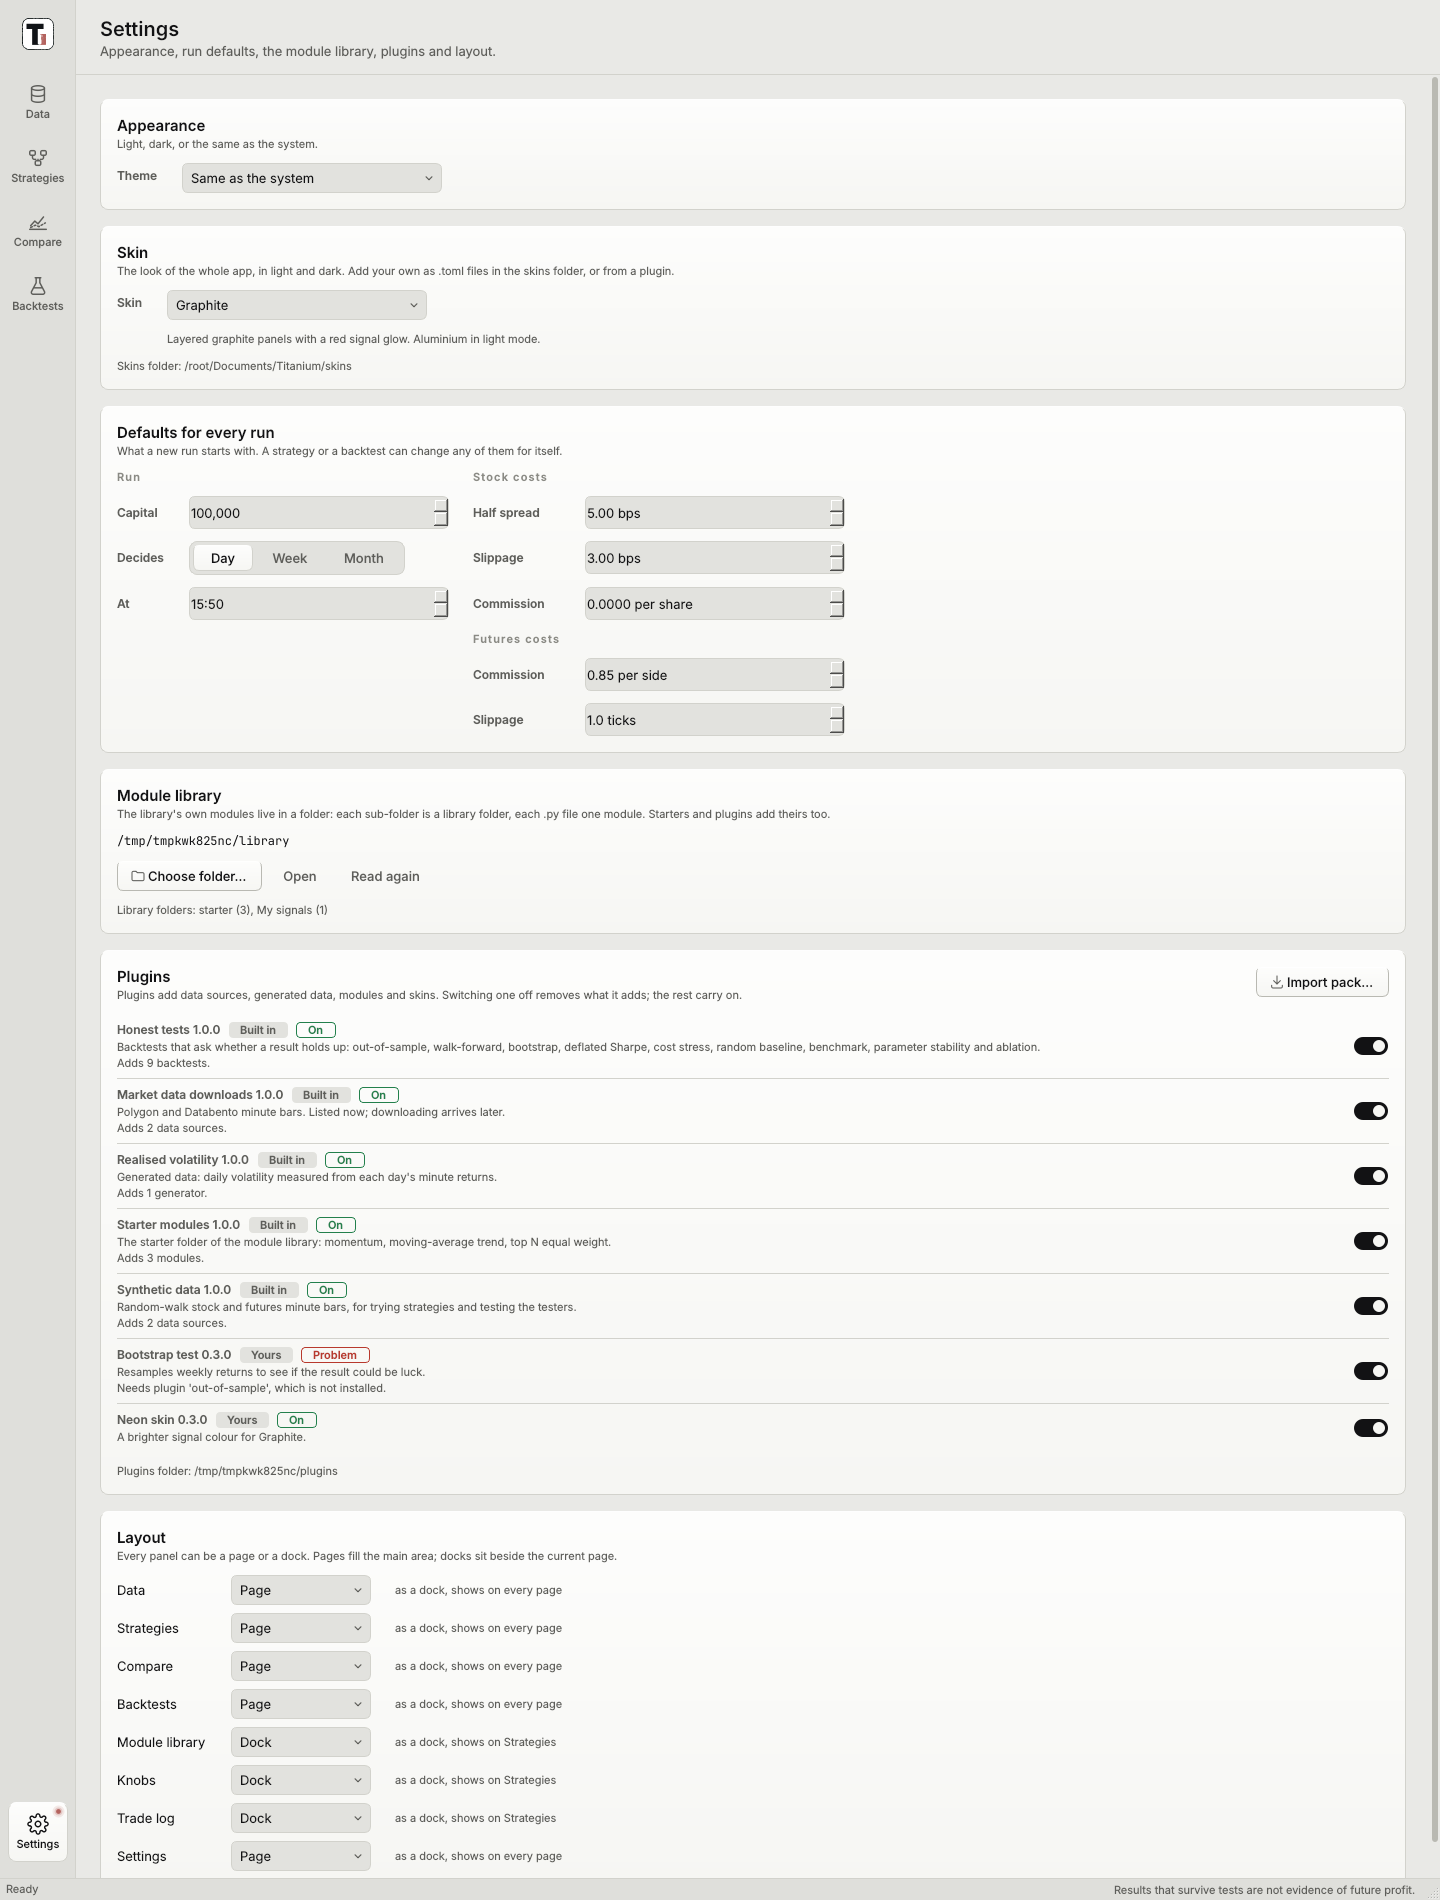 Ti
Settings
Appearance, run defaults, the module library, plugins and layout.
Data
Strategies
Compare
Backtests
Appearance
Light, dark, or the same as the system.
Theme
Same as the system
Skin
The look of the whole app, in light and dark. Add your own as .toml files in the skins folder, or from a plugin.
Skin
Graphite
Layered graphite panels with a red signal glow. Aluminium in light mode.
Skins folder: /root/Documents/Titanium/skins
Defaults for every run
What a new run starts with. A strategy or a backtest can change any of them for itself.
Run
Capital
100,000
Decides
Day Week Month
At
15:50
Stock costs
Half spread
5.00 bps
Slippage
3.00 bps
Commission
0.0000 per share
Futures costs
Commission
0.85 per side
Slippage
1.0 ticks
Module library
The library's own modules live in a folder: each sub-folder is a library folder, each .py file one module. Starters and plugins add theirs too.
/tmp/tmpkwk825nc/library
Choose folder... Open Read again
Library folders: starter (3), My signals (1)
Plugins
Plugins add data sources, generated data, modules and skins. Switching one off removes what it adds; the rest carry on.
Import pack...
Honest tests 1.0.0 Built in On
Backtests that ask whether a result holds up: out-of-sample, walk-forward, bootstrap, deflated Sharpe, cost stress, random baseline, benchmark, parameter stability and ablation.
Adds 9 backtests.
Market data downloads 1.0.0 Built in On
Polygon and Databento minute bars. Listed now; downloading arrives later.
Adds 2 data sources.
Realised volatility 1.0.0 Built in On
Generated data: daily volatility measured from each day's minute returns.
Adds 1 generator.
Starter modules 1.0.0 Built in On
The starter folder of the module library: momentum, moving-average trend, top N equal weight.
Adds 3 modules.
Synthetic data 1.0.0 Built in On
Random-walk stock and futures minute bars, for trying strategies and testing the testers.
Adds 2 data sources.
Bootstrap test 0.3.0 Yours Problem
Resamples weekly returns to see if the result could be luck.
Needs plugin 'out-of-sample', which is not installed.
Neon skin 0.3.0 Yours On
A brighter signal colour for Graphite.
Plugins folder: /tmp/tmpkwk825nc/plugins
Layout
Every panel can be a page or a dock. Pages fill the main area; docks sit beside the current page.
Data Page as a dock, shows on every page
Strategies Page as a dock, shows on every page
Compare Page as a dock, shows on every page
Backtests Page as a dock, shows on every page
Module library Dock as a dock, shows on Strategies
Knobs Dock as a dock, shows on Strategies
Trade log Dock as a dock, shows on Strategies
Settings Page as a dock, shows on every page
Settings
Ready
Results that survive tests are not evidence of future profit.